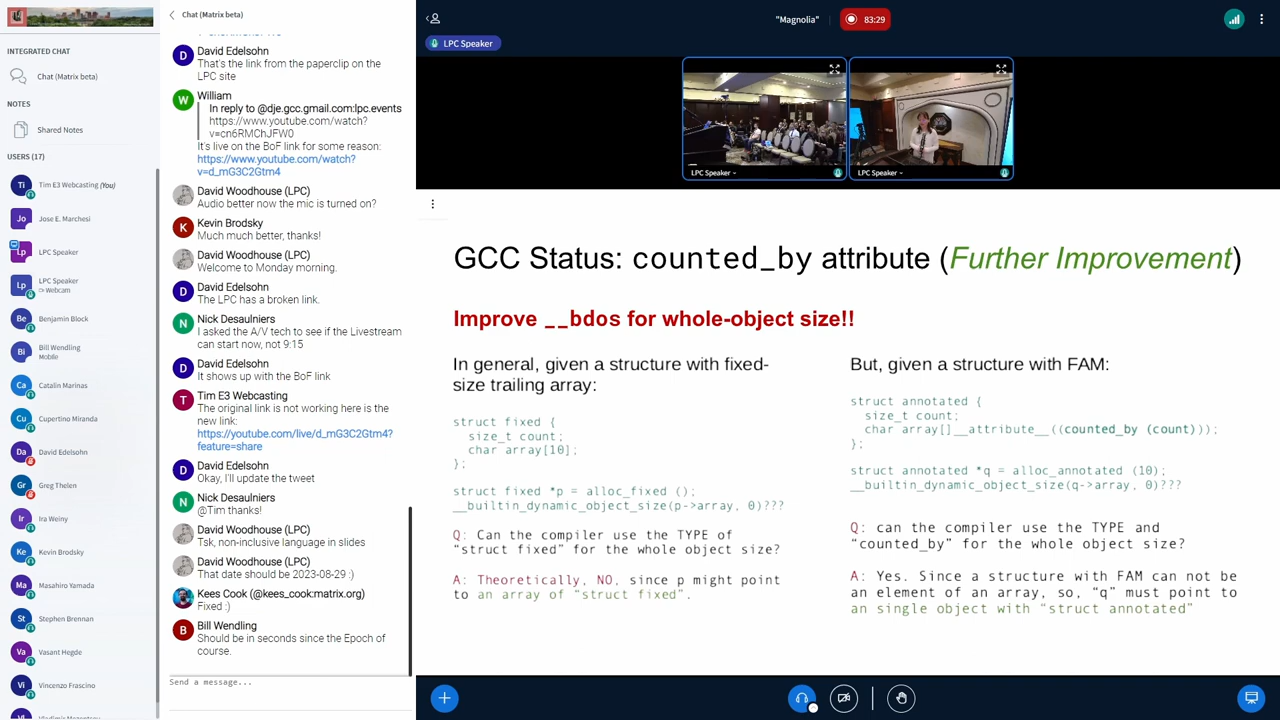 INTEGRATED CHAT
Chat (Matrix beta)
NOTES
Shared Notes
USERS (17)
Ti
Tim E3 Webcasting (You)
Jo
Jose E. Marchesi
Lp
LPC Speaker
Lp
LPC Speaker
Webcam
Be
Benjamin Block
Bi
Bill Wendling
Mobile
Ca
Catalin Marinas
Cu
Cupertino Miranda
Da
David Edelsohn
Gr
Greg Thelen
Ir
Ira Weiny
Ke
Kevin Brodsky
Ma
Masahiro Yamada
St
Stephen Brennan
Va
Vasant Hegde
Vi
Vincenzo Frascino
Chat (Matrix beta)
D
David Edelsohn
That's the link from the paperclip on the
LPC site
W
William
In reply to @dje.gcc.gmail.com:lpc.events
https://www.youtube.com/watch?
v=cn6RMChJFW0
It's live on the BoF link for some reason:
https://www.youtube.com/watch?
v=d_mG3C2Gtm4
David Woodhouse (LPC)
Audio better now the mic is turned on?
K
Kevin Brodsky
Much much better, thanks!
David Woodhouse (LPC)
Welcome to Monday morning.
D
David Edelsohn
The LPC has a broken link.
N
Nick Desaulniers
I asked the A/V tech to see if the Livestream
can start now, not 9:15
D
David Edelsohn
It shows up with the BoF link
T
Tim E3 Webcasting
The original link is not working here is the
new link:
https://youtube.com/live/d_mG3C2Gtm4?
feature=share
D
David Edelsohn
Okay, I'll update the tweet
N
Nick Desaulniers
@Tim thanks!
David Woodhouse (LPC)
Tsk, non-inclusive language in slides
David Woodhouse (LPC)
That date should be 2023-08-29 :)
Kees Cook (@kees_cook:matrix.org)
Fixed :)
B
Bill Wendling
Should be in seconds since the Epoch of
course.
Send a message...
"Magnolia"
83:29
LPC Speaker
LPC Speaker
LPC Speaker
GCC Status: counted_by attribute (Further Improvement)
Improve __bdos for whole-object size!!
In general, given a structure with fixed-
size trailing array:
struct fixed {
size_t count;
char array[10];
};
struct fixed *p = alloc_fixed ();
__builtin_dynamic_object_size(p->array, 0)???
Q: Can the compiler use the TYPE of
“struct fixed” for the whole object size?
A: Theoretically, NO, since p might point
to an array of “struct fixed”.
But, given a structure with FAM:
struct annotated {
size_t count;
char array[]__attribute__((counted_by (count)));
};
struct annotated *q = alloc_annotated (10);
__builtin_dynamic_object_size(q->array, 0)???
Q: can the compiler use the TYPE and
“counted_by” for the whole object size?
A: Yes. Since a structure with FAM can not be
an element of an array, so, “q” must point to
an single object with “struct annotated”